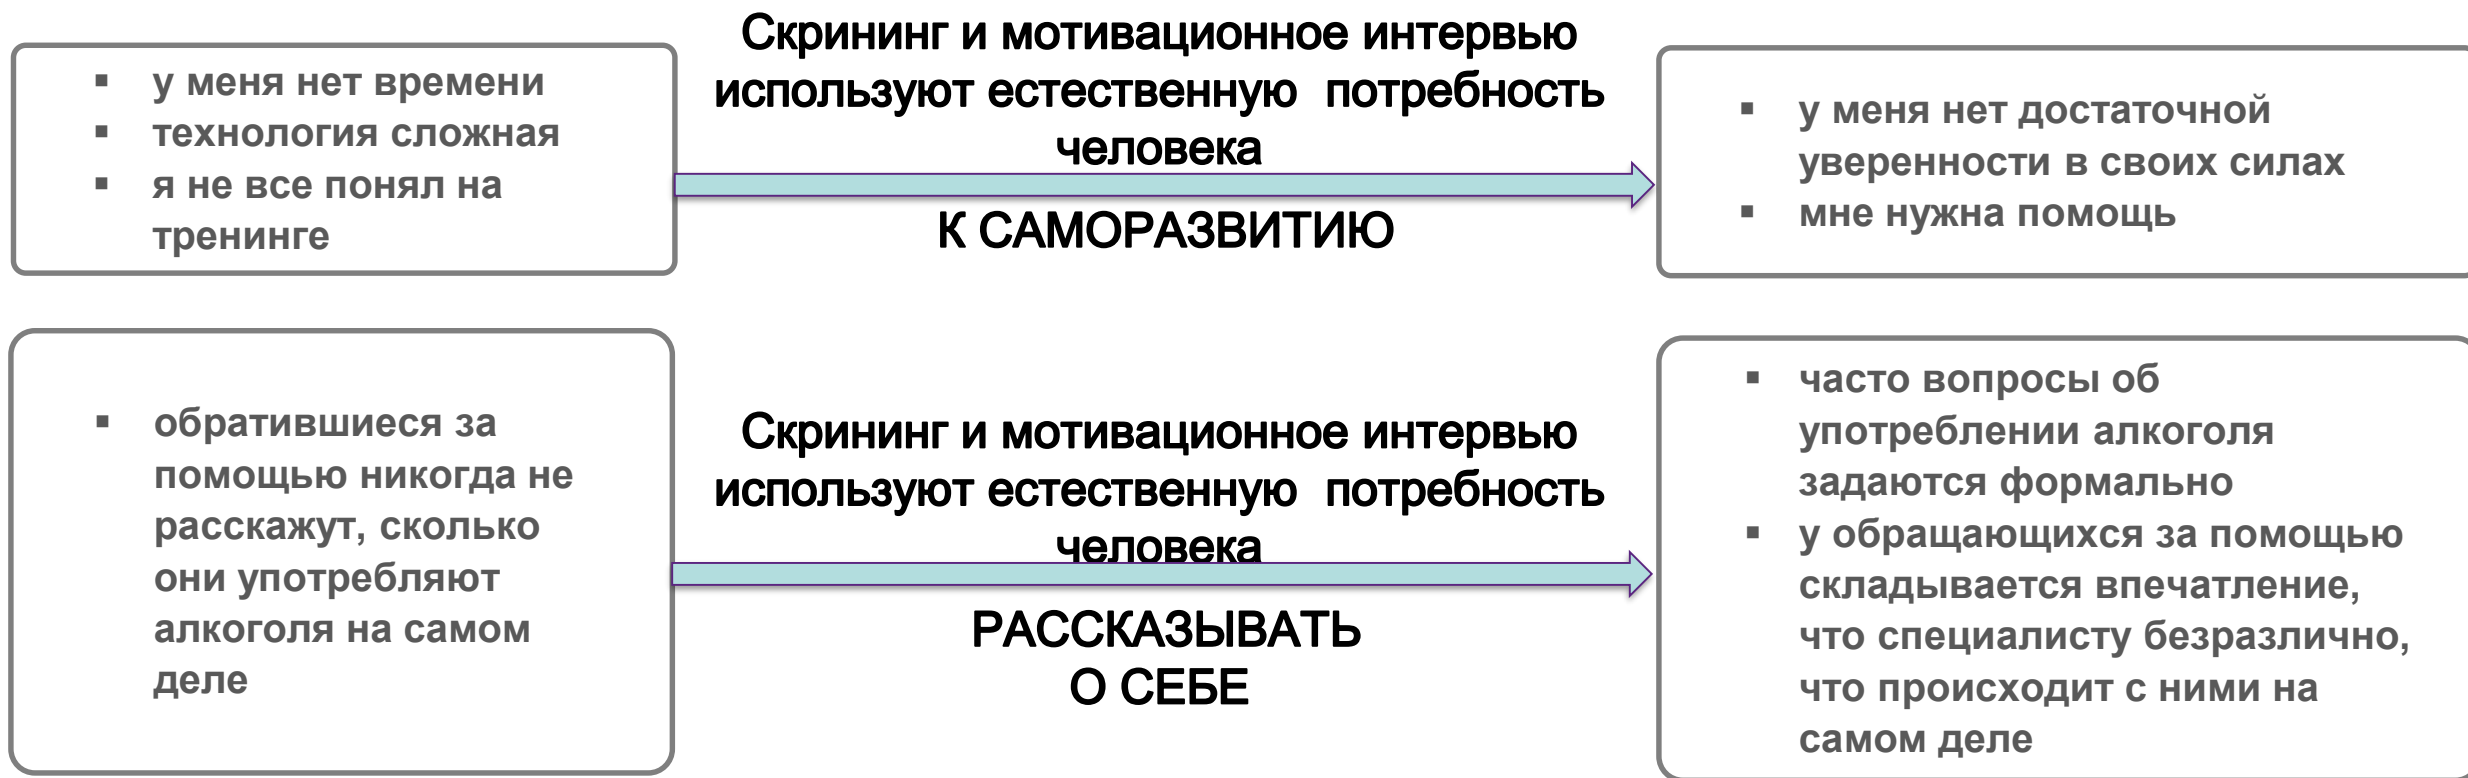 ▪ у меня нет времени
▪ технология сложная
▪ я не все понял на
тренинге
Скрининг и мотивационное интервью
используют естественную потребность
человека
К САМОРАЗВИТИЮ
▪ у меня нет достаточной
уверенности в своих силах
▪ мне нужна помощь
▪ обратившиеся за
помощью никогда не
расскажут, сколько
они употребляют
алкоголя на самом
деле
Скрининг и мотивационное интервью
используют естественную потребность
человека
РАССКАЗЫВАТЬ
О СЕБЕ
▪ часто вопросы об
употреблении алкоголя
задаются формально
▪ у обращающихся за помощью
складывается впечатление,
что специалисту безразлично,
что происходит с ними на
самом деле